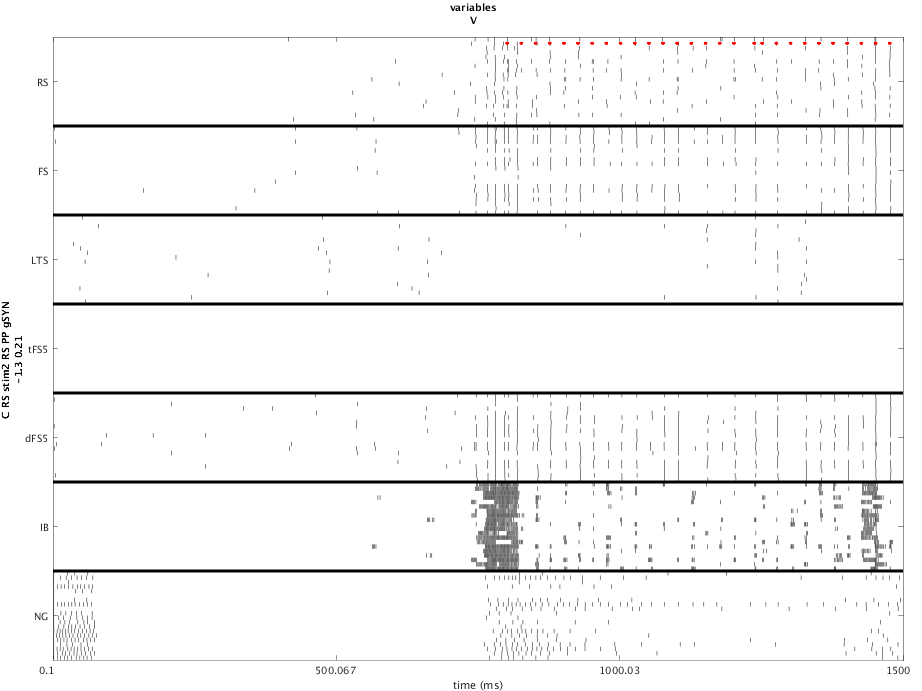 variables
V
RS
FS
LTS
tFS5
dFS5
IB
NG
C RS stim2 RS PP gSYN
-1.3 0.21
0.1
500.067
1000.03
1500
time (ms)